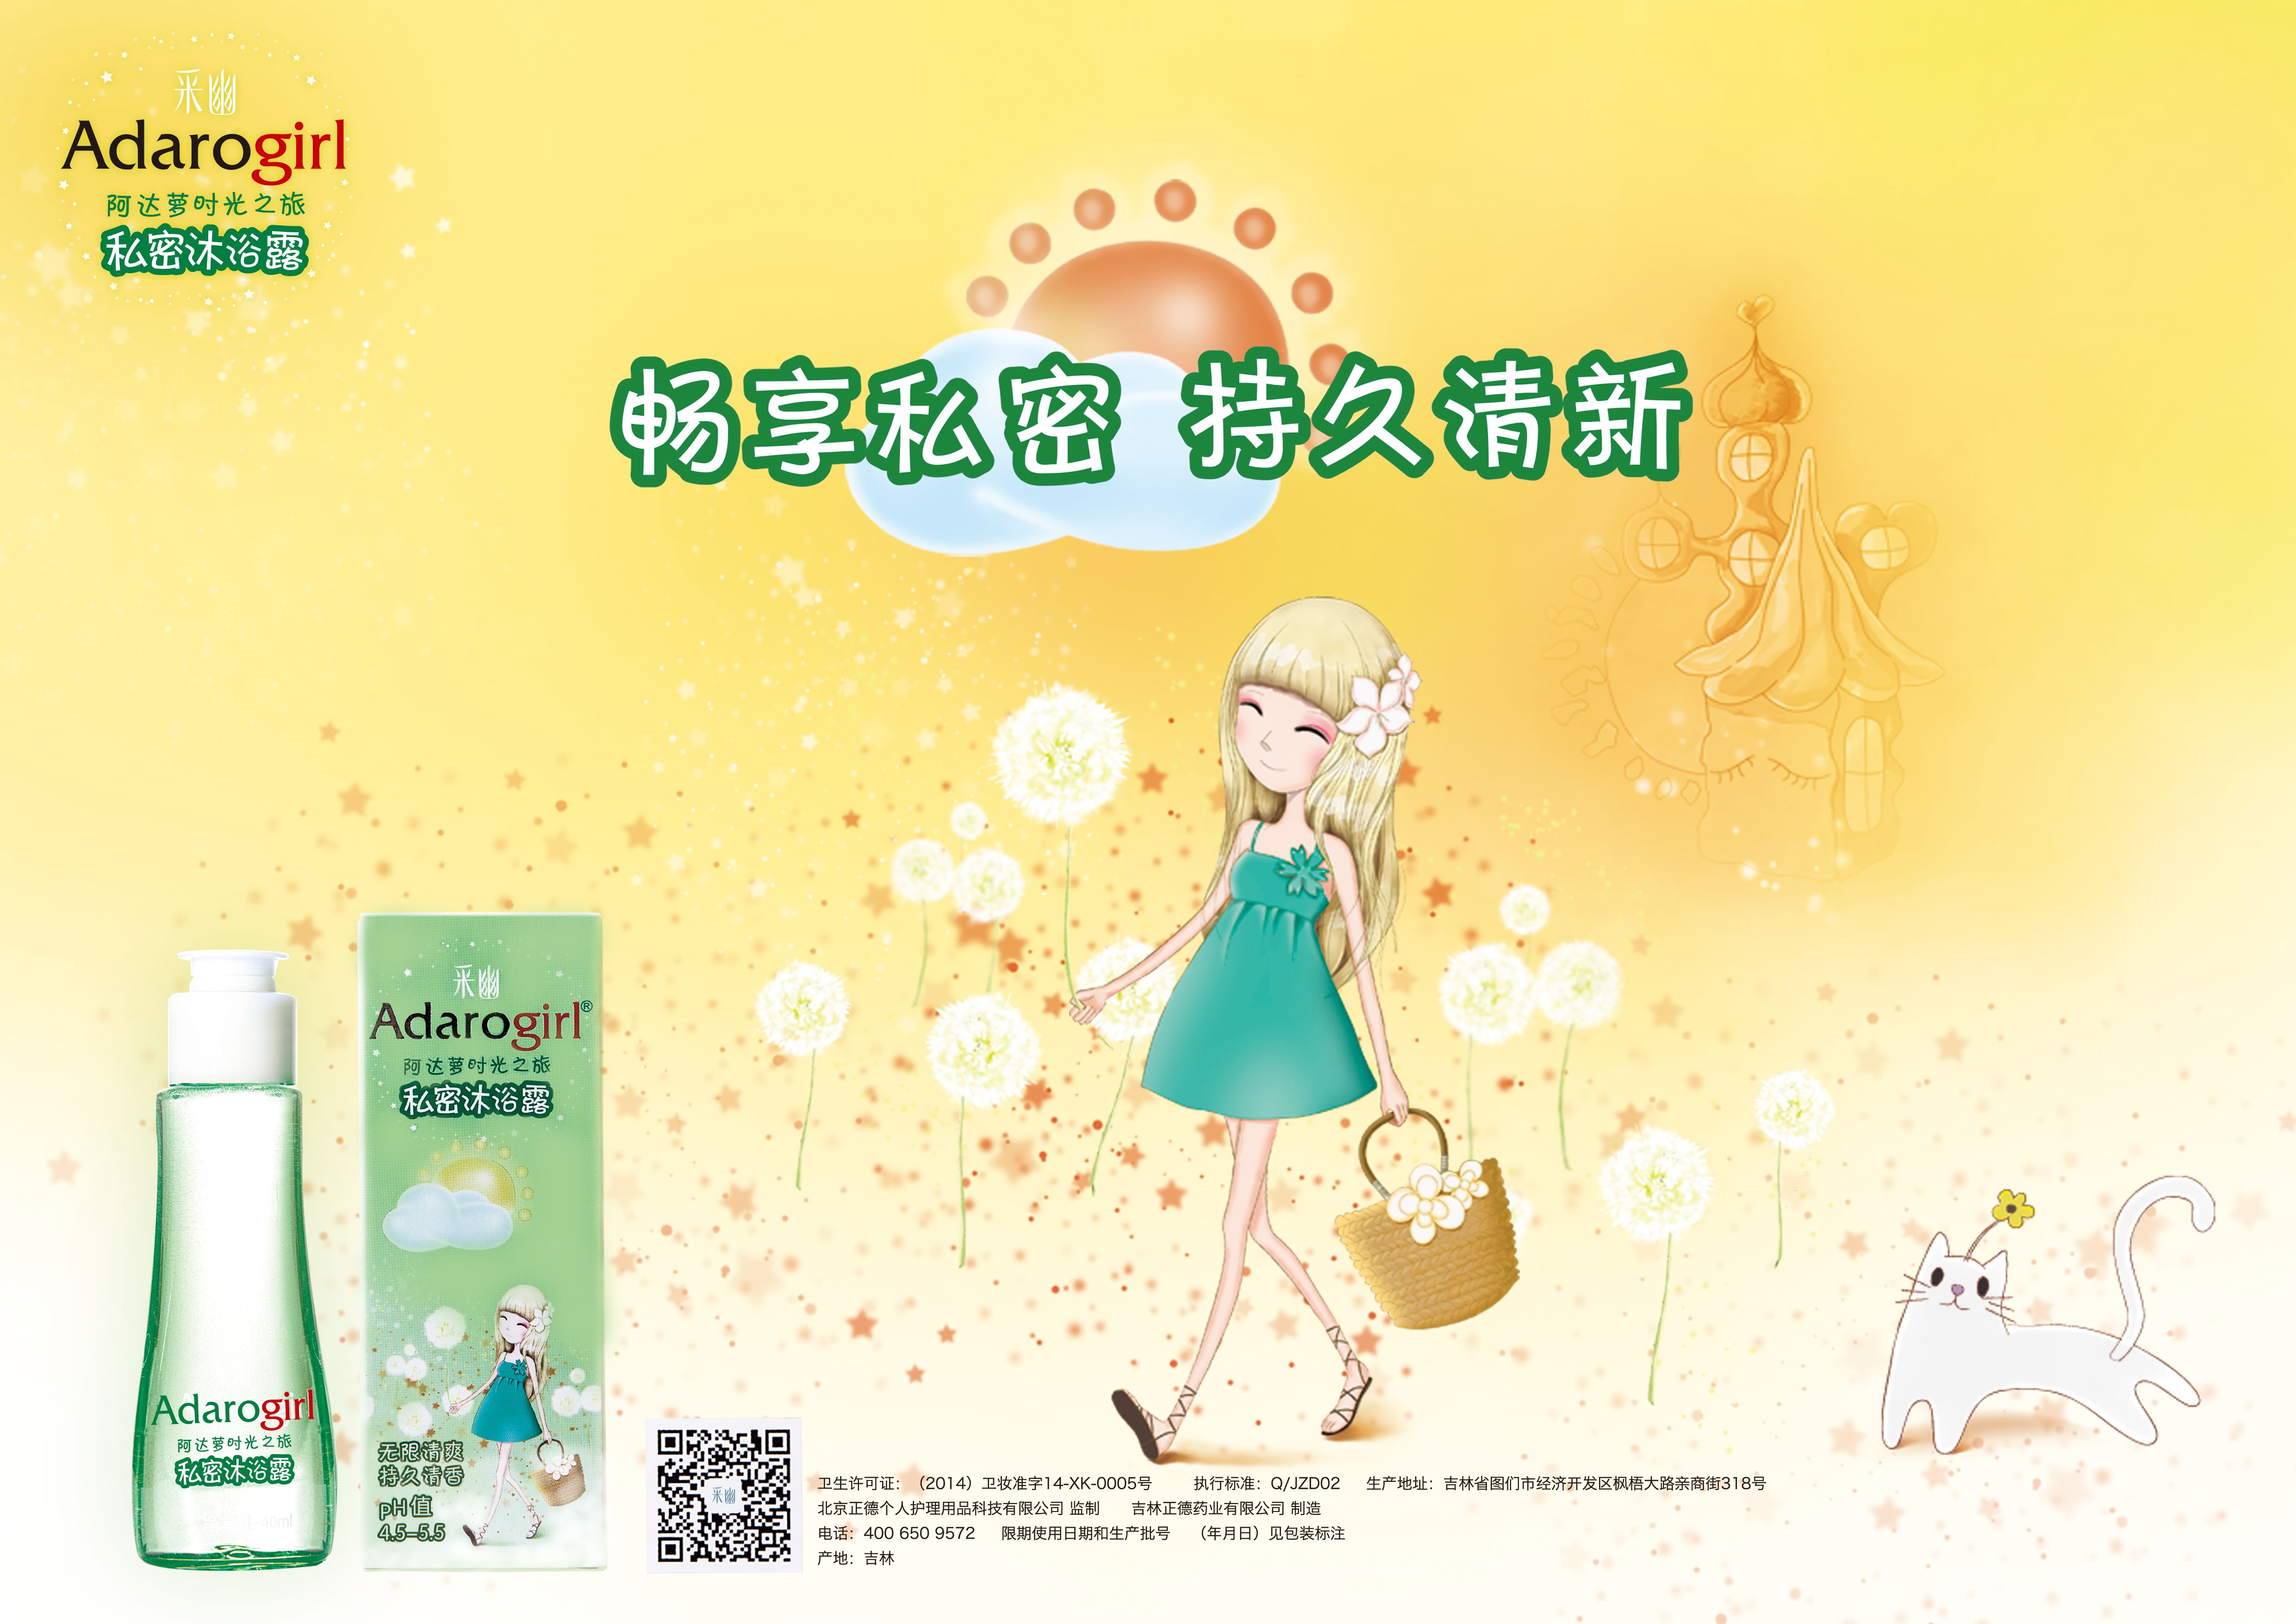 采幽
Adarogirl
阿达萝时光之旅
私密沐浴露
畅享私密 持久清新
采幽
Adarogirl®
阿达萝时光之旅
私密沐浴露
无限清爽
持久清香
pH值
4.5-5.5
Adarogirl
阿达萝时光之旅
私密沐浴露
40ml
采幽
卫生许可证：（2014）卫妆准字14-XK-0005号 执行标准：Q/JZD02 生产地址：吉林省图们市经济开发区枫梧大路亲商街318号
北京正德个人护理用品科技有限公司 监制 吉林正德药业有限公司 制造
电话：400 650 9572 限期使用日期和生产批号 （年月日）见包装标注
产地：吉林